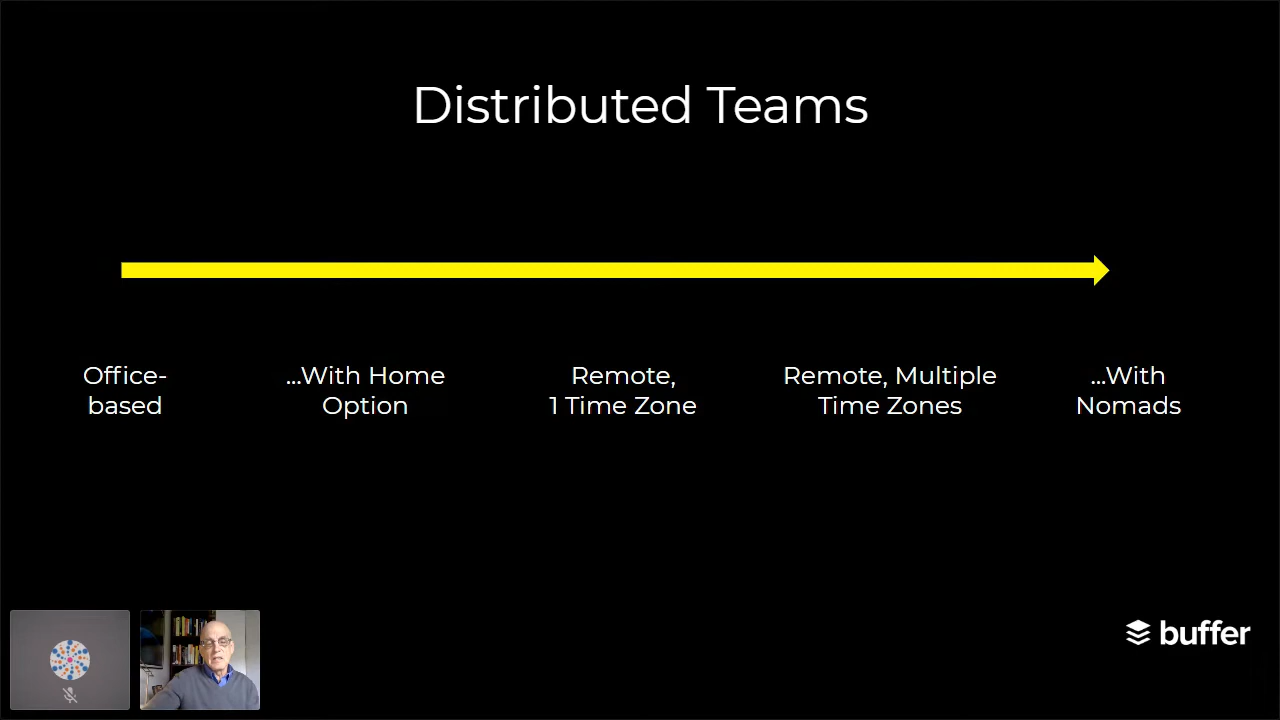 Distributed Teams
Office-
based
...With Home
Option
Remote,
1 Time Zone
Remote, Multiple
Time Zones
...With
Nomads
buffer